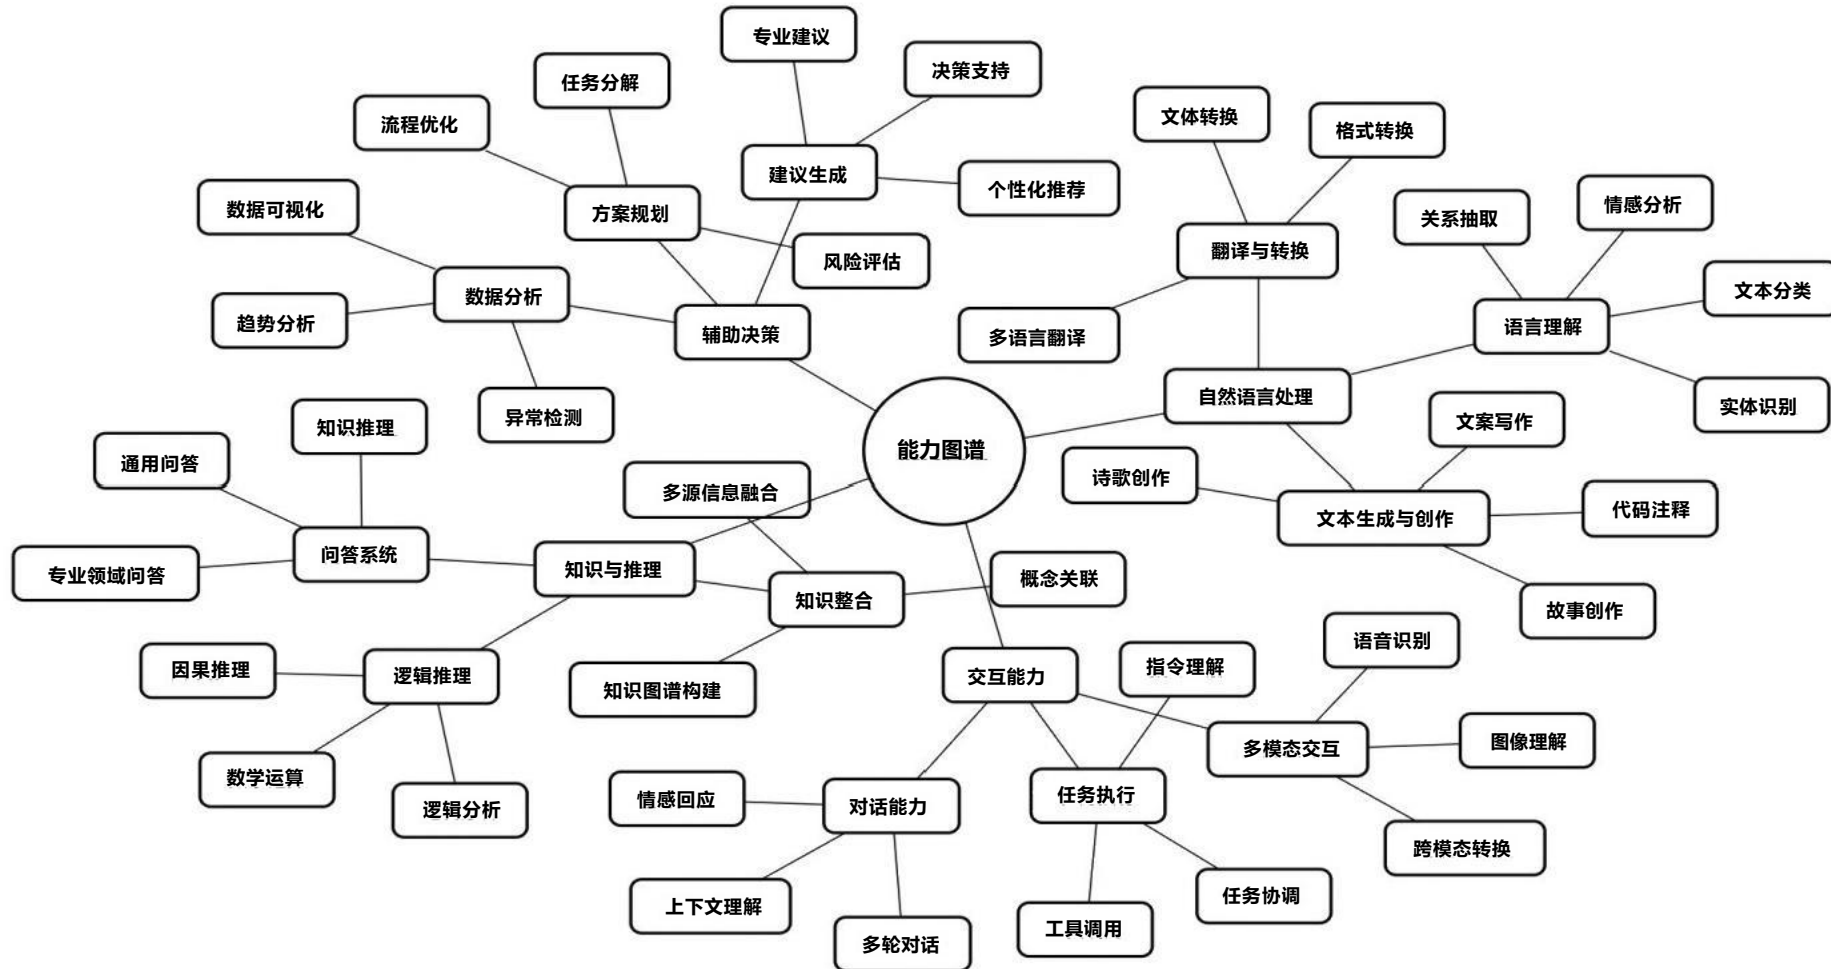 专业建议
决策支持
任务分解
流程优化
建议生成
个性化推荐
方案规划
风险评估
数据可视化
数据分析
趋势分析
辅助决策
异常检测
文体转换
格式转换
翻译与转换
多语言翻译
关系抽取
情感分析
文本分类
语言理解
实体识别
自然语言处理
文案写作
诗歌创作
文本生成与创作
代码注释
故事创作
能力图谱
知识推理
通用问答
问答系统
专业领域问答
多源信息融合
知识与推理
知识整合
概念关联
知识图谱构建
因果推理
逻辑推理
数学运算
逻辑分析
交互能力
指令理解
语音识别
多模态交互
图像理解
跨模态转换
情感回应
对话能力
任务执行
上下文理解
多轮对话
工具调用
任务协调